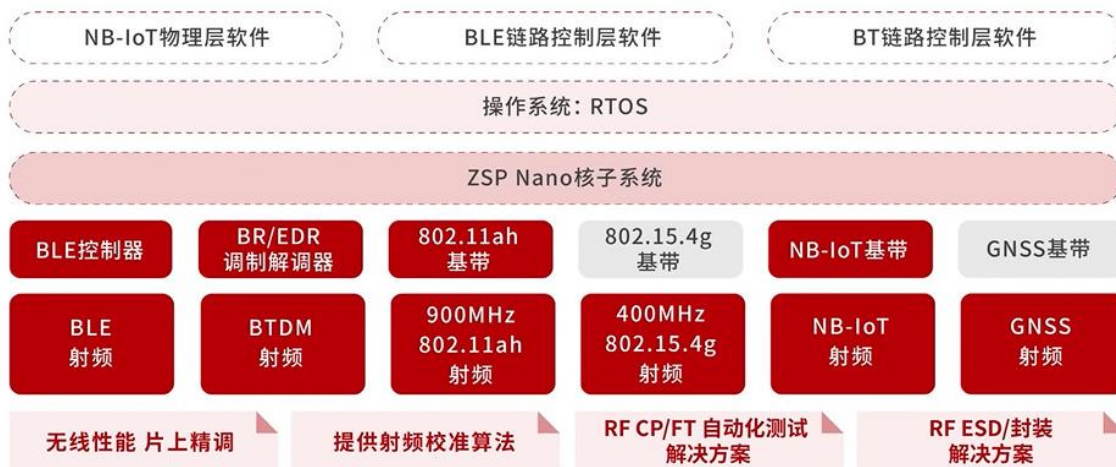 NB-IoT物理层软件
BLE链路控制层软件
BT链路控制层软件
操作系统：RTOS
ZSP Nano核子系统
BLE控制器
BR/EDR
调制解调器
802.11ah
基带
802.15.4g
基带
NB-IoT基带
GNSS基带
BLE
射频
BTDM
射频
900MHz
802.11ah
射频
400MHz
802.15.4g
射频
NB-IoT
射频
GNSS
射频
无线性能 片上精调
提供射频校准算法
RF CP/FT 自动化测试
解决方案
RF ESD/封装
解决方案